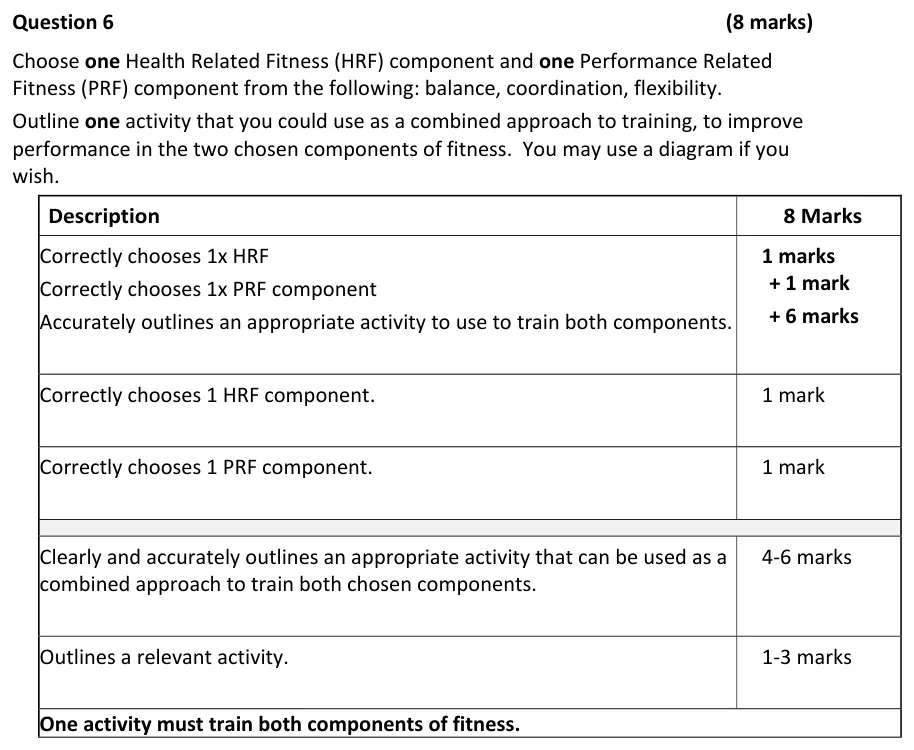 Question 6 (8 marks)
Choose one Health Related Fitness (HRF) component and one Performance Related
Fitness (PRF) component from the following: balance, coordination, flexibility.
Outline one activity that you could use as a combined approach to training, to improve
performance in the two chosen components of fitness. You may use a diagram if you
wish.
Description 8 Marks
Correctly chooses 1x HRF 1 marks
Correctly chooses 1x PRF component + 1 mark
Accurately outlines an appropriate activity to use to train both components. + 6 marks
Correctly chooses 1 HRF component. 1 mark
Correctly chooses 1 PRF component. 1 mark
Clearly and accurately outlines an appropriate activity that can be used as a 4-6 marks
combined approach to train both chosen components.
Outlines a relevant activity. 1-3 marks
One activity must train both components of fitness.